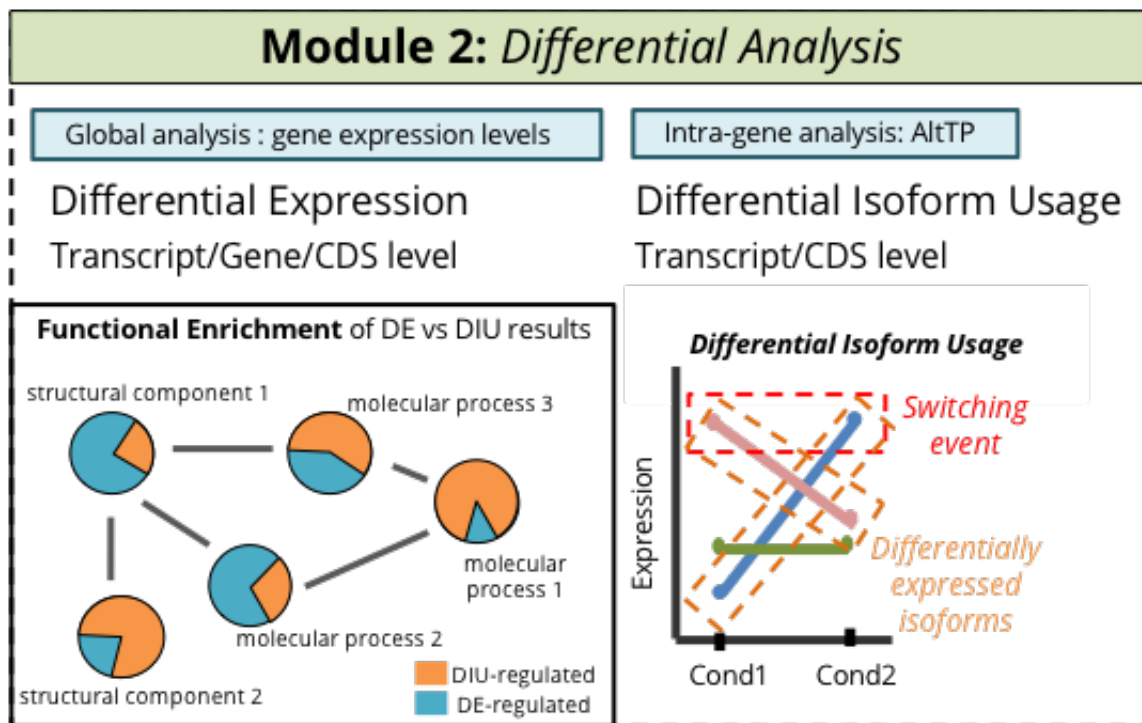 Module 2: Differential Analysis
Global analysis : gene expression levels
Differential Expression
Transcript/Gene/CDS level
Intra-gene analysis: AltTP
Differential Isoform Usage
Transcript/CDS level
Functional Enrichment of DE vs DIU results
structural component 1
molecular process 3
molecular
process 1
molecular process 2
structural component 2
DIU-regulated
DE-regulated
Differential Isoform Usage
Expression
Switching
event
Differentially
expressed
isoforms
Cond1
Cond2